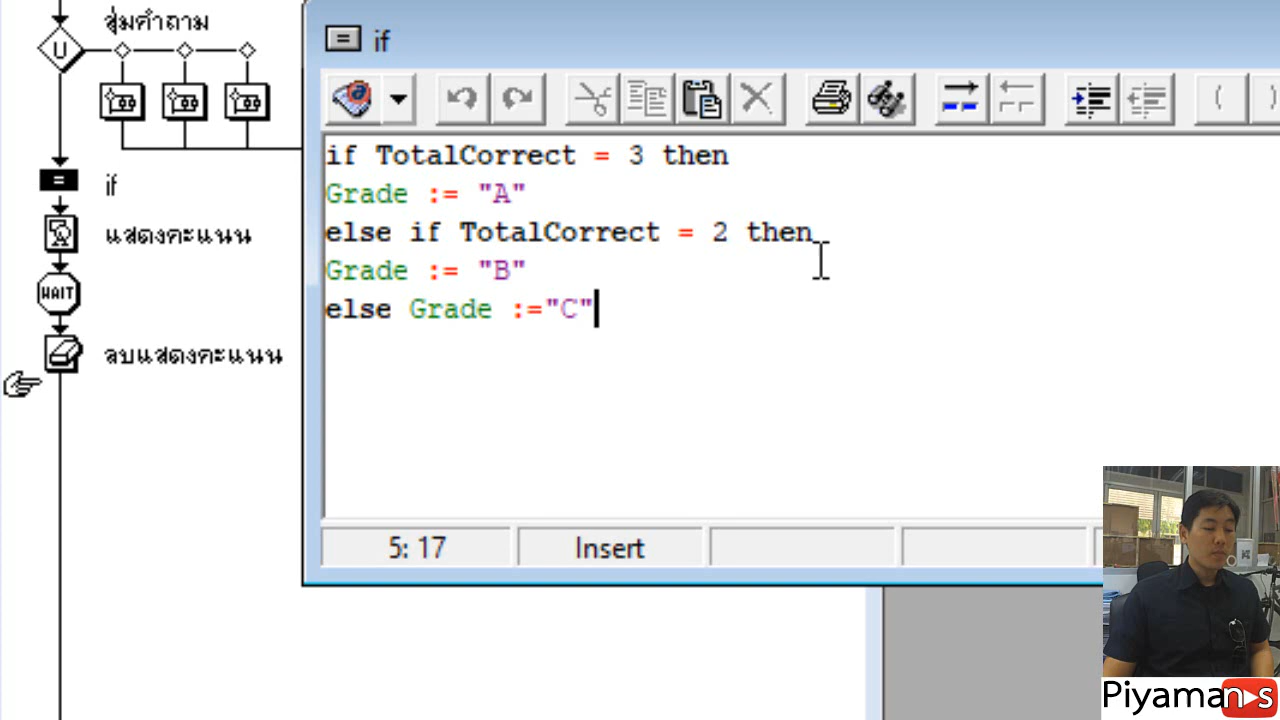 สุ่มคำถาม
U
=
if
แสดงคะแนน
WAIT
ลบแสดงคะแนน
= if
if TotalCorrect = 3 then
Grade := "A"
else if TotalCorrect = 2 then
Grade := "B"
else Grade :="C"
5: 17
Insert
Piyaman
s